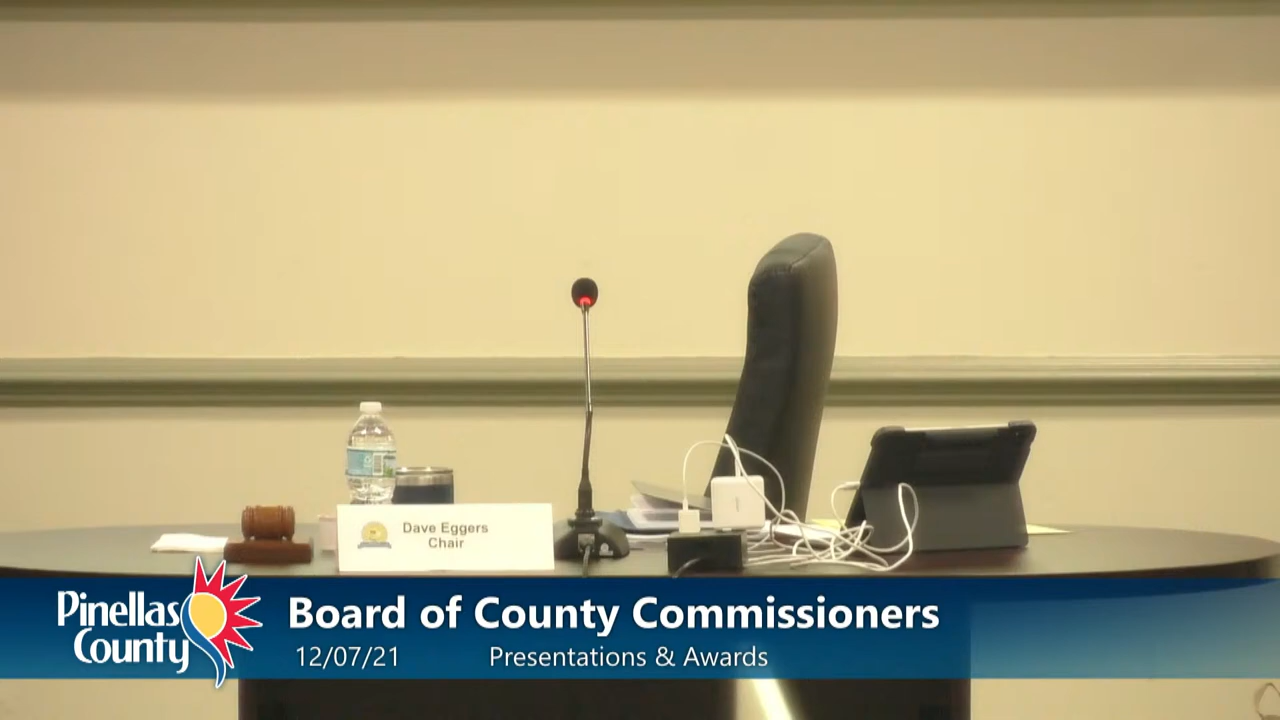 Dave Eggers
Chair
Pinellas
County
Board of County Commissioners
12/07/21 Presentations & Awards